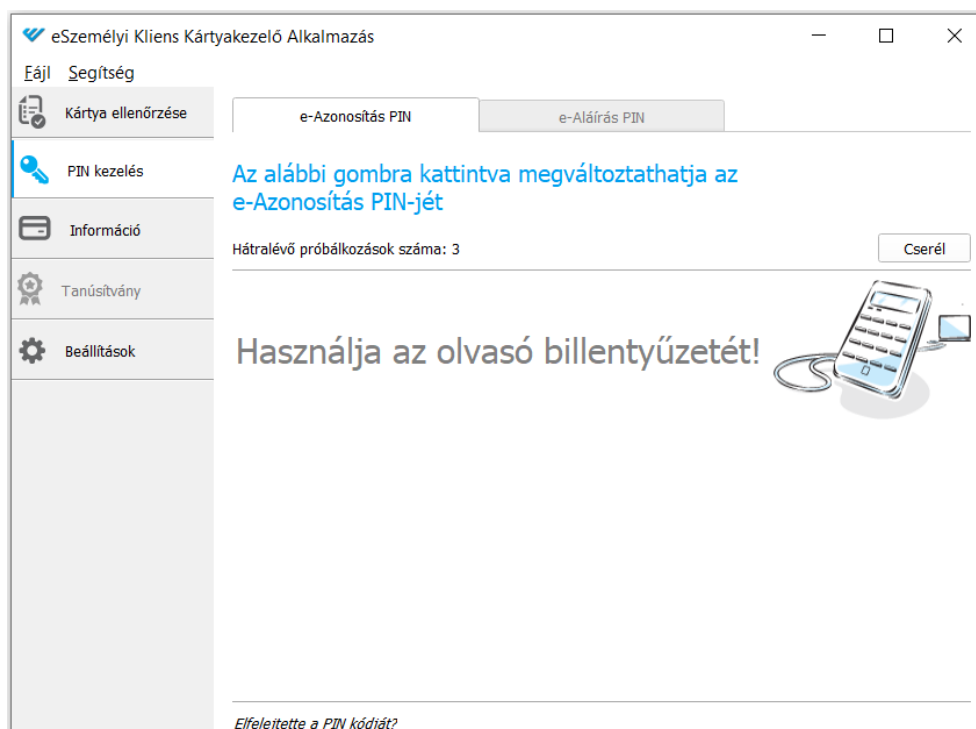 eSzemélyi Kliens Kártyakezelő Alkalmazás
Fájl Segítség
Kártya ellenőrzése
PIN kezelés
Információ
Tanúsítvány
Beállítások
e-Azonosítás PIN
e-Aláírás PIN
Az alábbi gombra kattintva megváltoztathatja az
e-Azonosítás PIN-jét
Hátralévő próbálkozások száma: 3
Cserél
Használja az olvasó billentyűzetét!
Elfelejtette a PIN kódját?